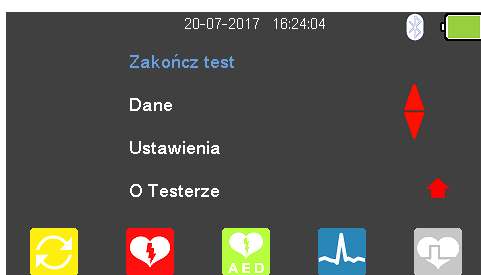 20-07-2017 16:24:04
Zakończ test
Dane
Ustawienia
O Testerze
AED